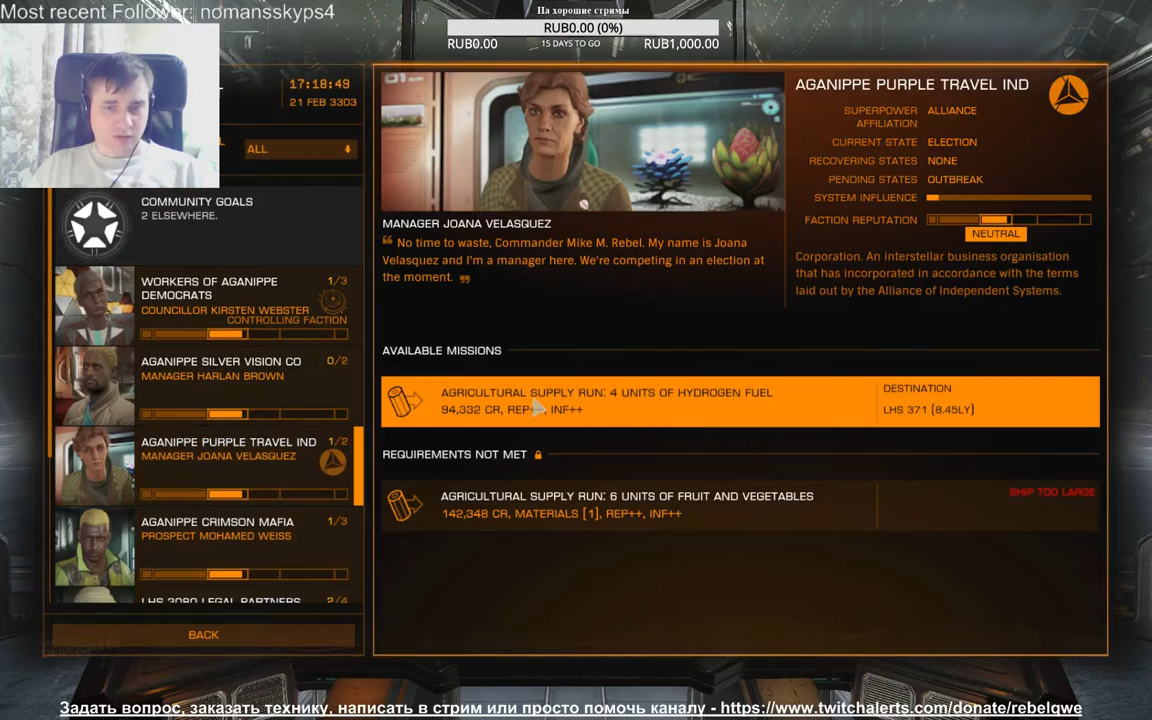 Most recent Follower: nomansskyps4
На хорошие стримы
RUB0.00 (0%)
RUB0.00
15 DAYS TO GO
RUB1,000.00
17:18:49
21 FEB 3303
ALL
COMMUNITY GOALS
2 ELSEWHERE.
WORKERS OF AGANIPPE
DEMOCRATS
1/3
COUNCILLOR KIRSTEN WEBSTER
CONTROLLING FACTION
AGANIPPE SILVER VISION CO
0/2
MANAGER HARLAN BROWN
AGANIPPE PURPLE TRAVEL IND
1/2
MANAGER JOANA VELASQUEZ
AGANIPPE CRIMSON MAFIA
1/3
PROSPECT MOHAMED WEISS
LHS 3080 LEGAL PARTNERS
2/4
BACK
MANAGER JOANA VELASQUEZ
“ No time to waste, Commander Mike M. Rebel. My name is Joana
Velasquez and I'm a manager here. We're competing in an election at
the moment. ”
AGANIPPE PURPLE TRAVEL IND
SUPERPOWER
AFFILIATION
ALLIANCE
CURRENT STATE ELECTION
RECOVERING STATES NONE
PENDING STATES OUTBREAK
SYSTEM INFLUENCE
FACTION REPUTATION
NEUTRAL
Corporation. An interstellar business organisation
that has incorporated in accordance with the terms
laid out by the Alliance of Independent Systems.
AVAILABLE MISSIONS
AGRICULTURAL SUPPLY RUN: 4 UNITS OF HYDROGEN FUEL
94,332 CR, REP++, INF++
DESTINATION
LHS 371 [8.45LY]
REQUIREMENTS NOT MET
AGRICULTURAL SUPPLY RUN: 6 UNITS OF FRUIT AND VEGETABLES
142,348 CR, MATERIALS [1], REP++, INF++
SHIP TOO LARGE
Задать вопрос, заказать технику, написать в стрим или просто помочь каналу - https://www.twitchalerts.com/donate/rebelqwe